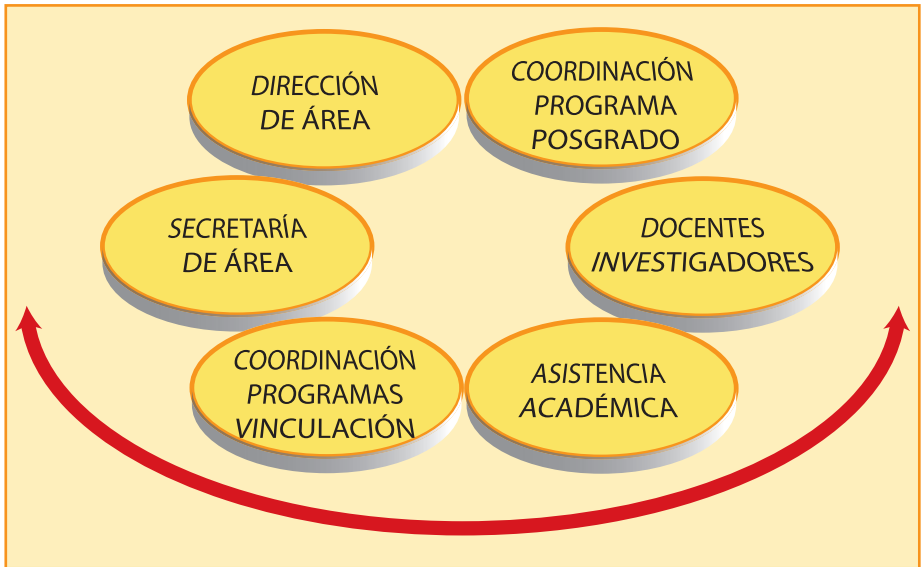 DIRECCIÓN
DE ÁREA
COORDINACIÓN
PROGRAMA
POSGRADO
SECRETARÍA
DE ÁREA
DOCENTES
INVESTIGADORES
COORDINACIÓN
PROGRAMAS
VINCULACIÓN
ASISTENCIA
ACADÉMICA